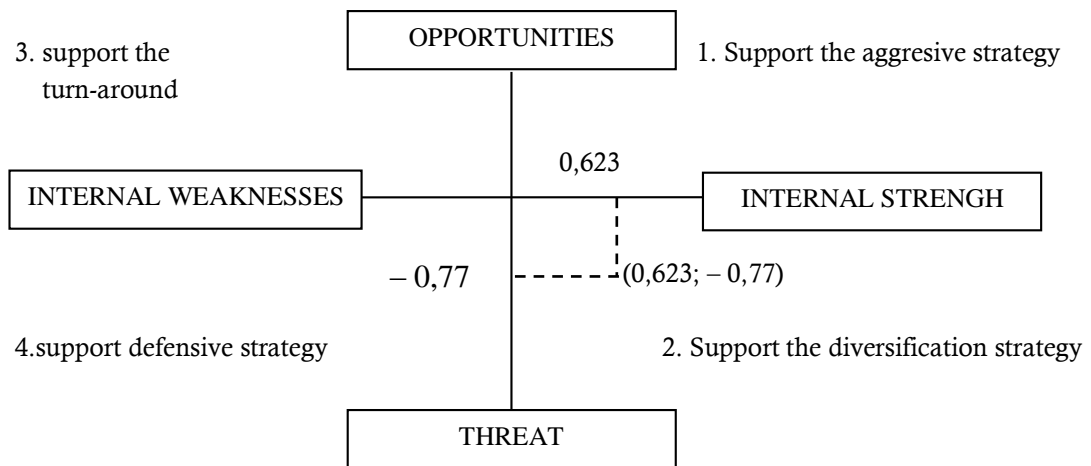 OPPORTUNITIES
3. support the
turn-around
1. Support the aggresive strategy
0,623
INTERNAL WEAKNESSES
INTERNAL STRENGH
– 0,77
(0,623; – 0,77)
4.support defensive strategy
2. Support the diversification strategy
THREAT